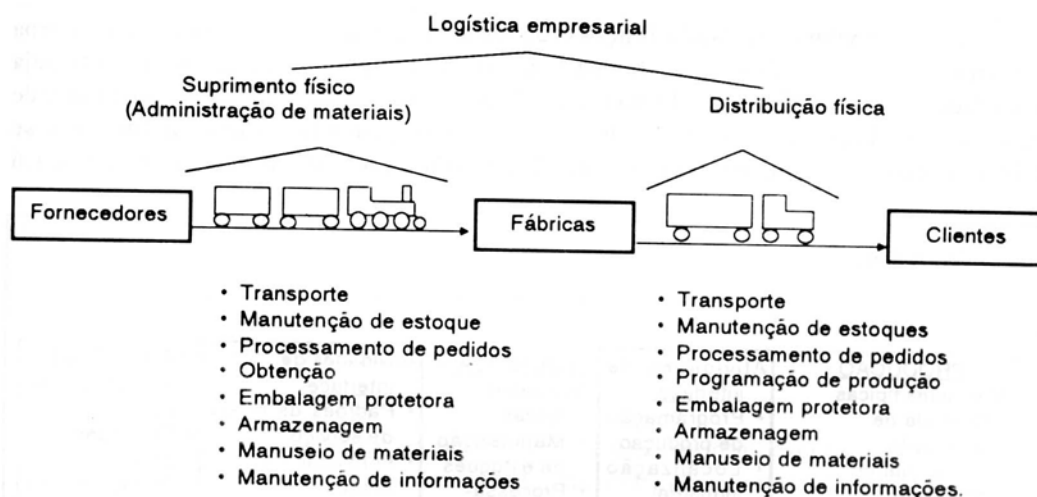 Logística empresarial
Suprimento físico
(Administração de materiais)
Distribuição física
Fornecedores
Fábricas
Clientes
• Transporte
• Manutenção de estoque
• Processamento de pedidos
• Obtenção
• Embalagem protetora
• Armazenagem
• Manuseio de materiais
• Manutenção de informações
• Transporte
• Manutenção de estoques
• Processamento de pedidos
• Programação de produção
• Embalagem protetora
• Armazenagem
• Manuseio de materiais
• Manutenção de informações.